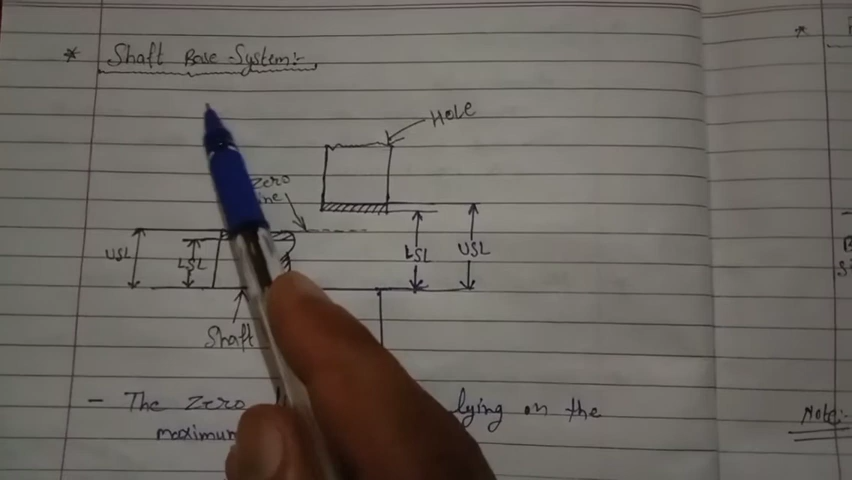 * Shaft Base System:-
Hole
Zero
line
USL
LSL
LSL
USL
Shaft
- The Zero lying on the
maximum
Note:-